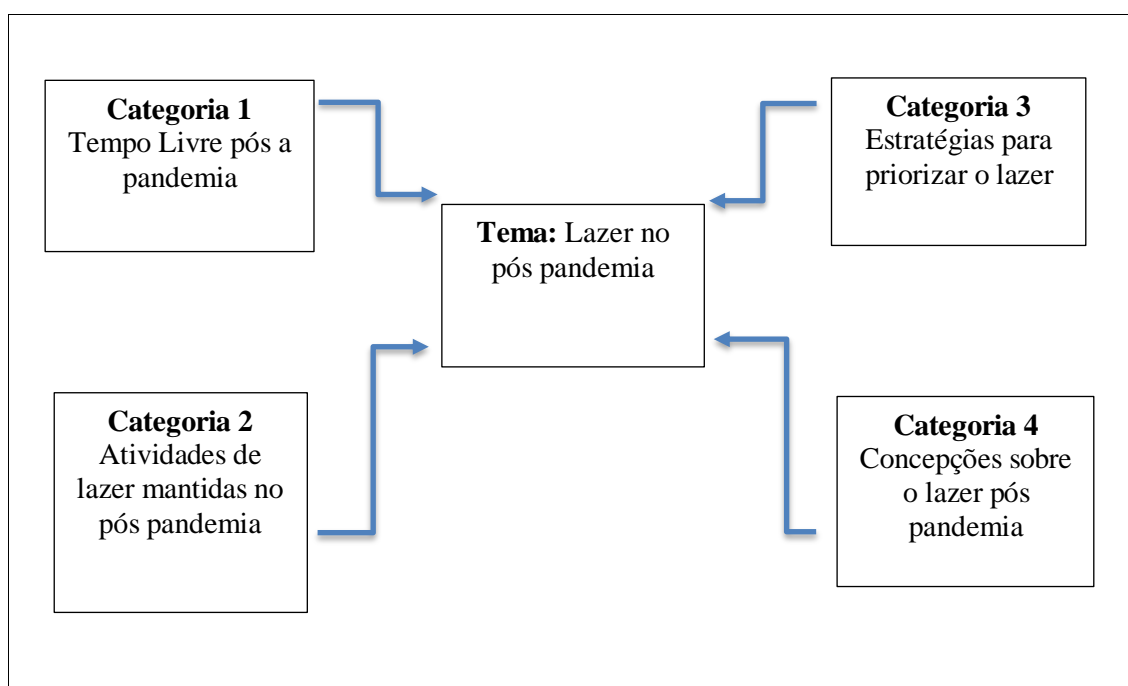 Categoria 1
Tempo Livre pós a
pandemia
Categoria 3
Estratégias para
priorizar o lazer
Tema: Lazer no
pós pandemia
Categoria 2
Atividades de
lazer mantidas no
pós pandemia
Categoria 4
Concepções sobre
o lazer pós
pandemia